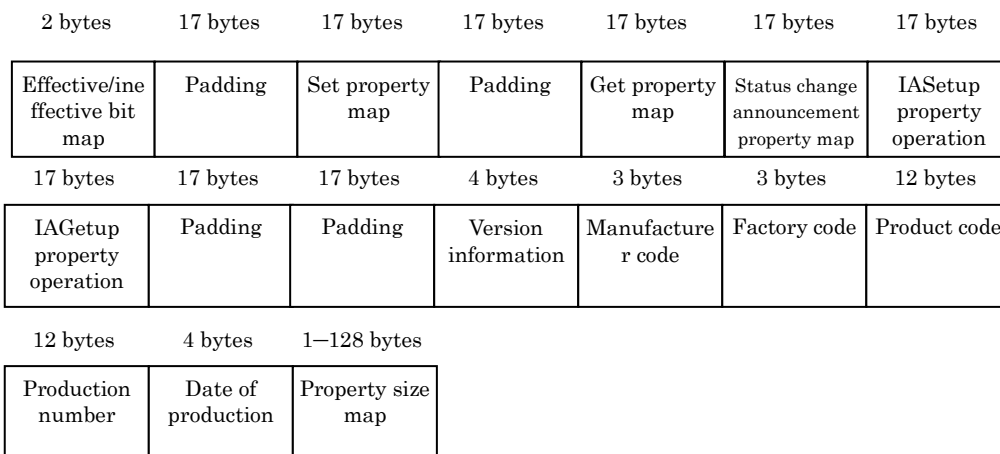 2 bytes 17 bytes 17 bytes 17 bytes 17 bytes 17 bytes 17 bytes
Effective/ine
ffective bit
map
Padding
Set property
map
Padding
Get property
map
Status change
announcement
property map
IASetup
property
operation
17 bytes 17 bytes 17 bytes 4 bytes 3 bytes 3 bytes 12 bytes
IAGetup
property
operation
Padding
Padding
Version
information
Manufacture
r code
Factory code
Product code
12 bytes 4 bytes 1–128 bytes
Production
number
Date of
production
Property size
map